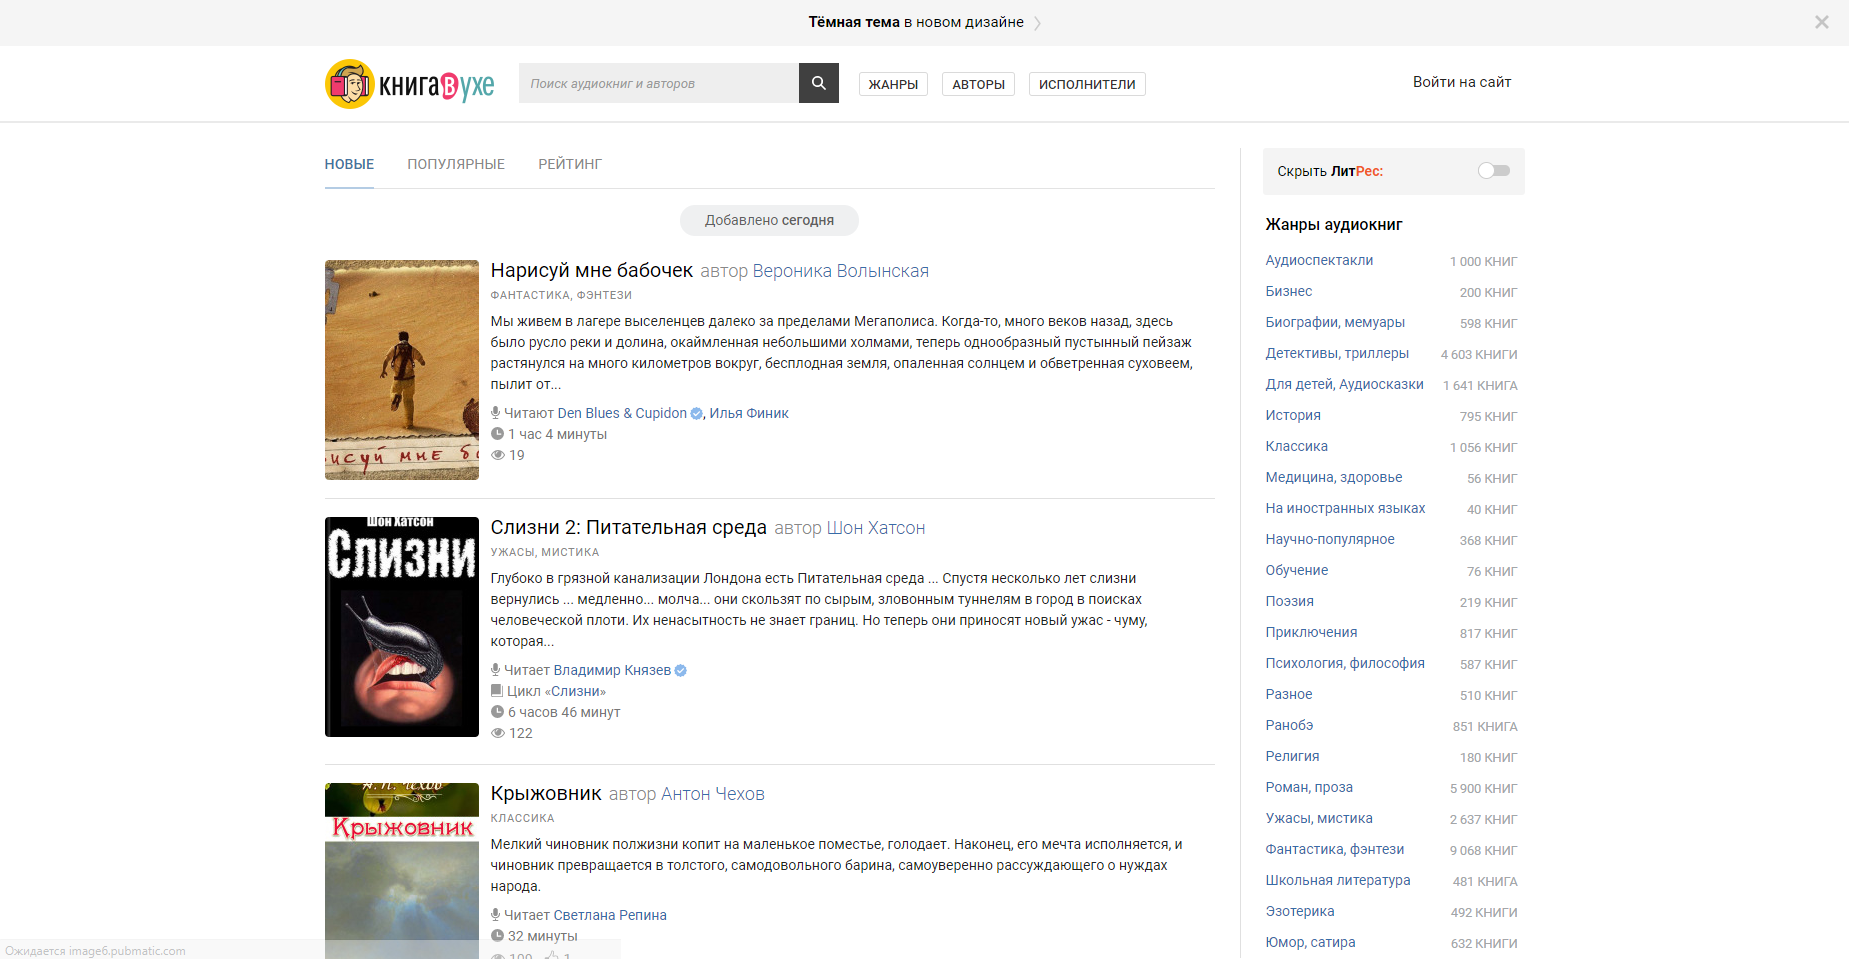 Тёмная тема в новом дизайне
книга в ухе
Поиск аудиокниг и авторов
ЖАНРЫ
АВТОРЫ
ИСПОЛНИТЕЛИ
Войти на сайт
НОВЫЕ
ПОПУЛЯРНЫЕ
РЕЙТИНГ
Добавлено сегодня
Нарисуй мне бабочек автор Вероника Волынская
ФАНТАСТИКА, ФЭНТЕЗИ
Мы живем в лагере выселенцев далеко за пределами Мегаполиса. Когда-то, много веков назад, здесь
было русло реки и долина, окаймленная небольшими холмами, теперь однообразный пустынный пейзаж
растянулся на много километров вокруг, бесплодная земля, опаленная солнцем и обветренная суховеем,
пылит от...
Читают Den Blues & Cupidon, Илья Финик
1 час 4 минуты
19
исуй мне бо
Слизни 2: Питательная среда автор Шон Хатсон
УЖАСЫ, МИСТИКА
Глубоко в грязной канализации Лондона есть Питательная среда ... Спустя несколько лет слизни
вернулись ... медленно... молча... они скользят по сырым, зловонным туннелям в город в поисках
человеческой плоти. Их ненасытность не знает границ. Но теперь они приносят новый ужас - чуму,
которая...
Читает Владимир Князев
Цикл «Слизни»
6 часов 46 минут
122
Шон Хатсон
Слизни
Крыжовник автор Антон Чехов
КЛАССИКА
Мелкий чиновник полжизни копит на маленькое поместье, голодает. Наконец, его мечта исполняется, и
чиновник превращается в толстого, самодовольного барина, самоуверенно рассуждающего о нуждах
народа.
Читает Светлана Репина
32 минуты
199 1
А. П. Чехов
Крыжовник
Скрыть ЛитРес:
Жанры аудиокниг
Аудиоспектакли 1 000 КНИГ
Бизнес 200 КНИГ
Биографии, мемуары 598 КНИГ
Детективы, триллеры 4 603 КНИГИ
Для детей, Аудиосказки 1 641 КНИГА
История 795 КНИГ
Классика 1 056 КНИГ
Медицина, здоровье 56 КНИГ
На иностранных языках 40 КНИГ
Научно-популярное 368 КНИГ
Обучение 76 КНИГ
Поэзия 219 КНИГ
Приключения 817 КНИГ
Психология, философия 587 КНИГ
Разное 510 КНИГ
Ранобэ 851 КНИГА
Религия 180 КНИГ
Роман, проза 5 900 КНИГ
Ужасы, мистика 2 637 КНИГ
Фантастика, фэнтези 9 068 КНИГ
Школьная литература 481 КНИГА
Эзотерика 492 КНИГИ
Юмор, сатира 632 КНИГИ
Ожидается image6.pubmatic.com